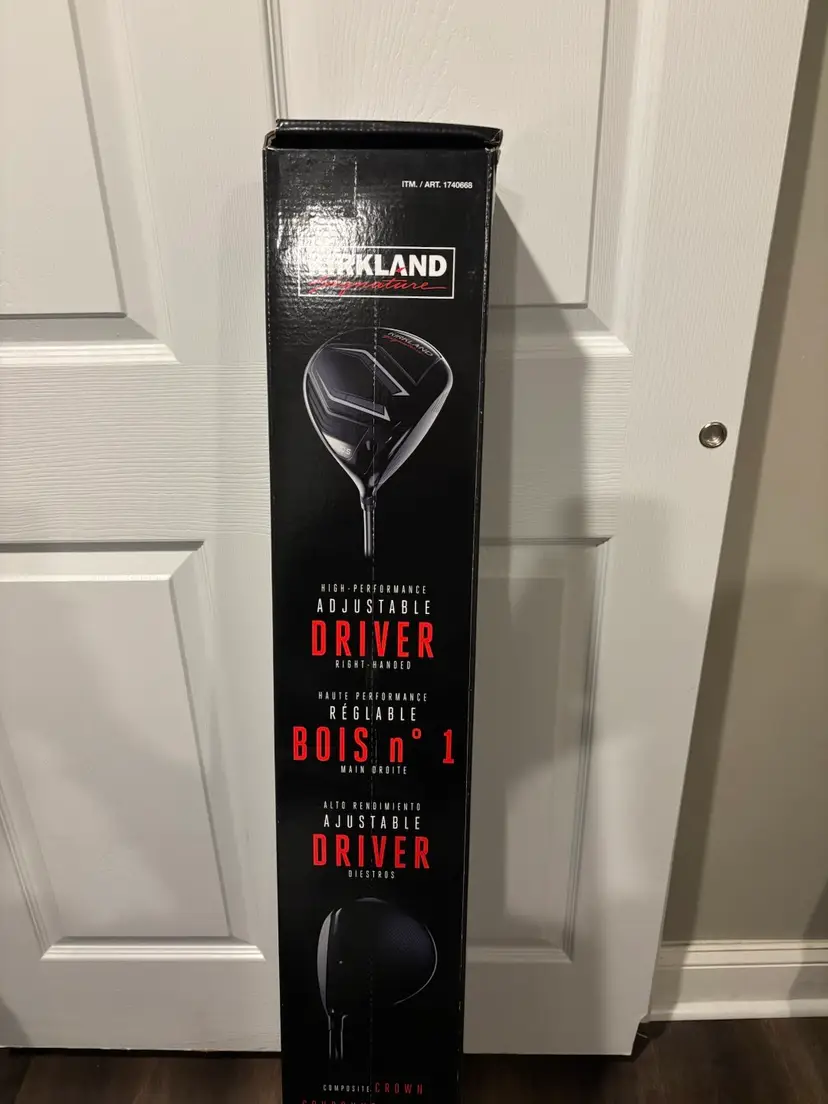 ITM. / ART. 1740668
KIRKLAND
Signature
KIRKLAND
HIGH-PERFORMANCE
ADJUSTABLE
DRIVER
RIGHT-HANDED
HAUTE PERFORMANCE
RÉGLABLE
BOIS n° 1
MAIN DROITE
ALTO RENDIMIENTO
AJUSTABLE
DRIVER
DIESTROS
COMPOSITE CROWN